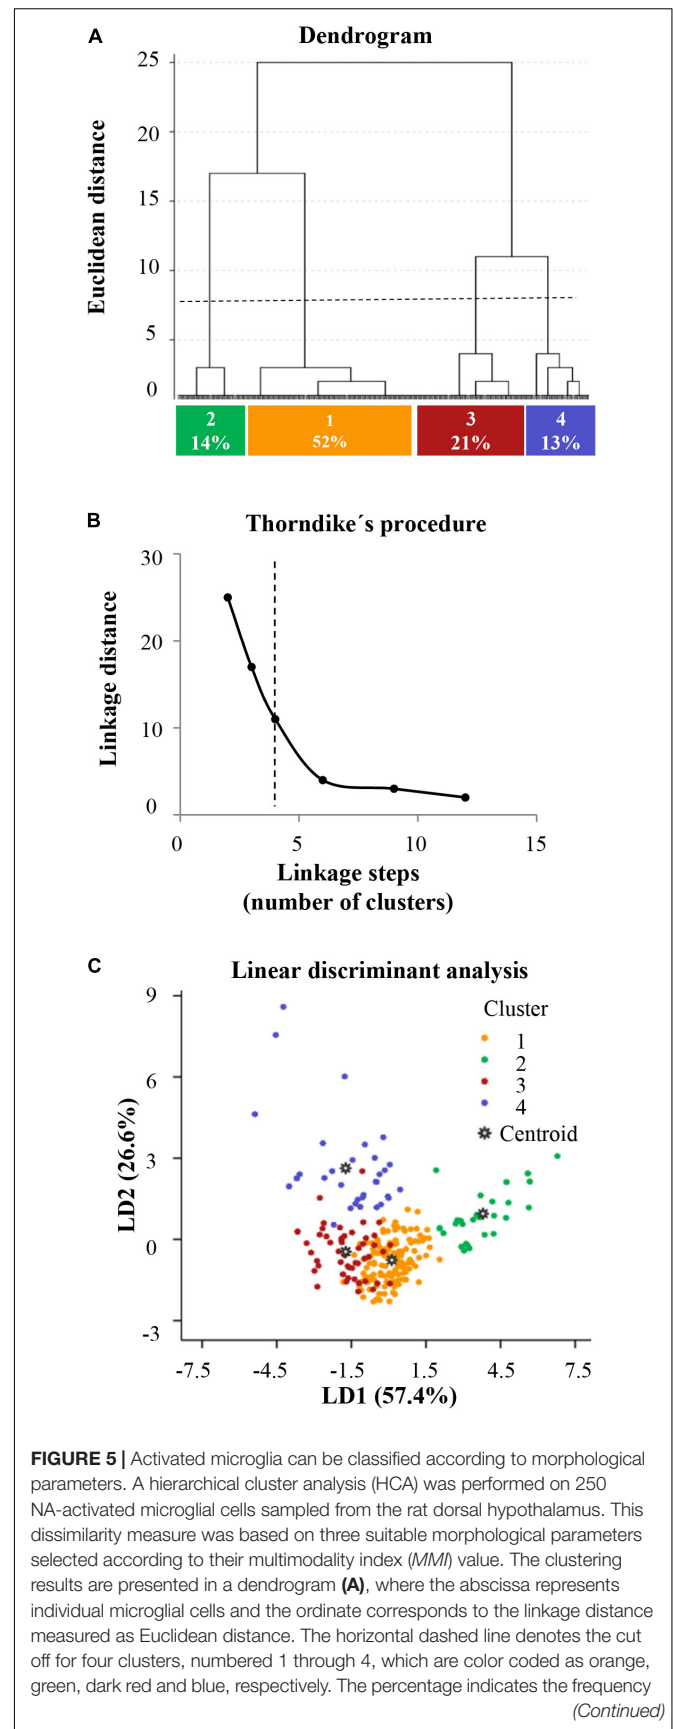 A
Dendrogram
Euclidean distance
25
20
15
10
5
0
2
14%
1
52%
3
21%
4
13%
B
Thorndike´s procedure
Linkage distance
30
20
10
0
0
5
10
15
Linkage steps
(number of clusters)
C
Linear discriminant analysis
LD2 (26.6%)
9
6
3
0
-3
Cluster
1
2
3
4
Centroid
-7.5
-4.5
-1.5
1.5
4.5
7.5
LD1 (57.4%)
FIGURE 5 | Activated microglia can be classified according to morphological
parameters. A hierarchical cluster analysis (HCA) was performed on 250
NA-activated microglial cells sampled from the rat dorsal hypothalamus. This
dissimilarity measure was based on three suitable morphological parameters
selected according to their multimodality index (MMI) value. The clustering
results are presented in a dendrogram (A), where the abscissa represents
individual microglial cells and the ordinate corresponds to the linkage distance
measured as Euclidean distance. The horizontal dashed line denotes the cut
off for four clusters, numbered 1 through 4, which are color coded as orange,
green, dark red and blue, respectively. The percentage indicates the frequency
(Continued)